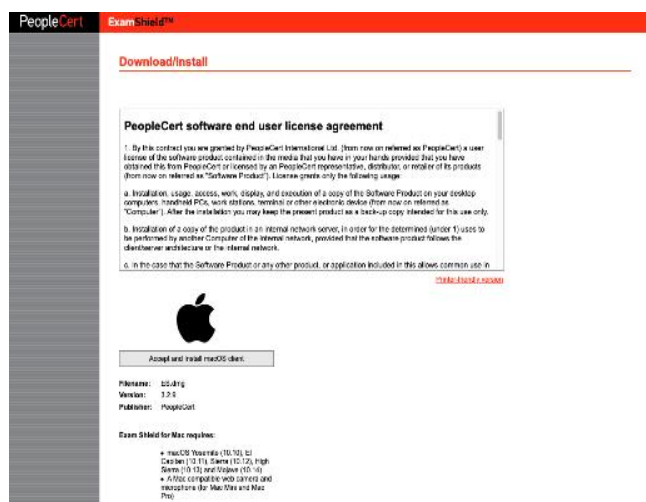 PeopleCert
ExamShield™
Download/Install
PeopleCert software end user license agreement
1. By this contract you are granted by PeopleCert International Ltd. (from now on referred as PeopleCert) a user
license of the software product contained in the media that you have in your hands provided that you have
obtained this from PeopleCert or licensed by an PeopleCert representative, distributor, or retailer of its products
(from now on referred as "Software Product"). License grants only the following usage:
a. Installation, usage, access, work, display, and execution of a copy of the Software Product on your desktop
computers, handheld PCs, work stations, terminal or other electronic device (from now on referred as
"Computer"). After the installation you may keep the present product as a back-up copy intended for this use only.
b. Installation of a copy of the product in an internal network server, in order for the determined (under 1) uses to
be performed by another Computer of the internal network, provided that the software product follows the
client/server architecture or the internal network.
c. In the case that the Software Product or any other product, or application included in this allows common use in
Printer-friendly version
Accept and install macOS client
Filename: ES.dmg
Version: 3.2.9
Publisher: PeopleCert
Exam Shield for Mac requires:
• macOS Yosemite (10.10), El
Capitan (10.11), Sierra (10.12), High
Sierra (10.13) and Mojave (10.14)
• A Mac compatible web camera and
microphone (for Mac Mini and Mac
Pro)